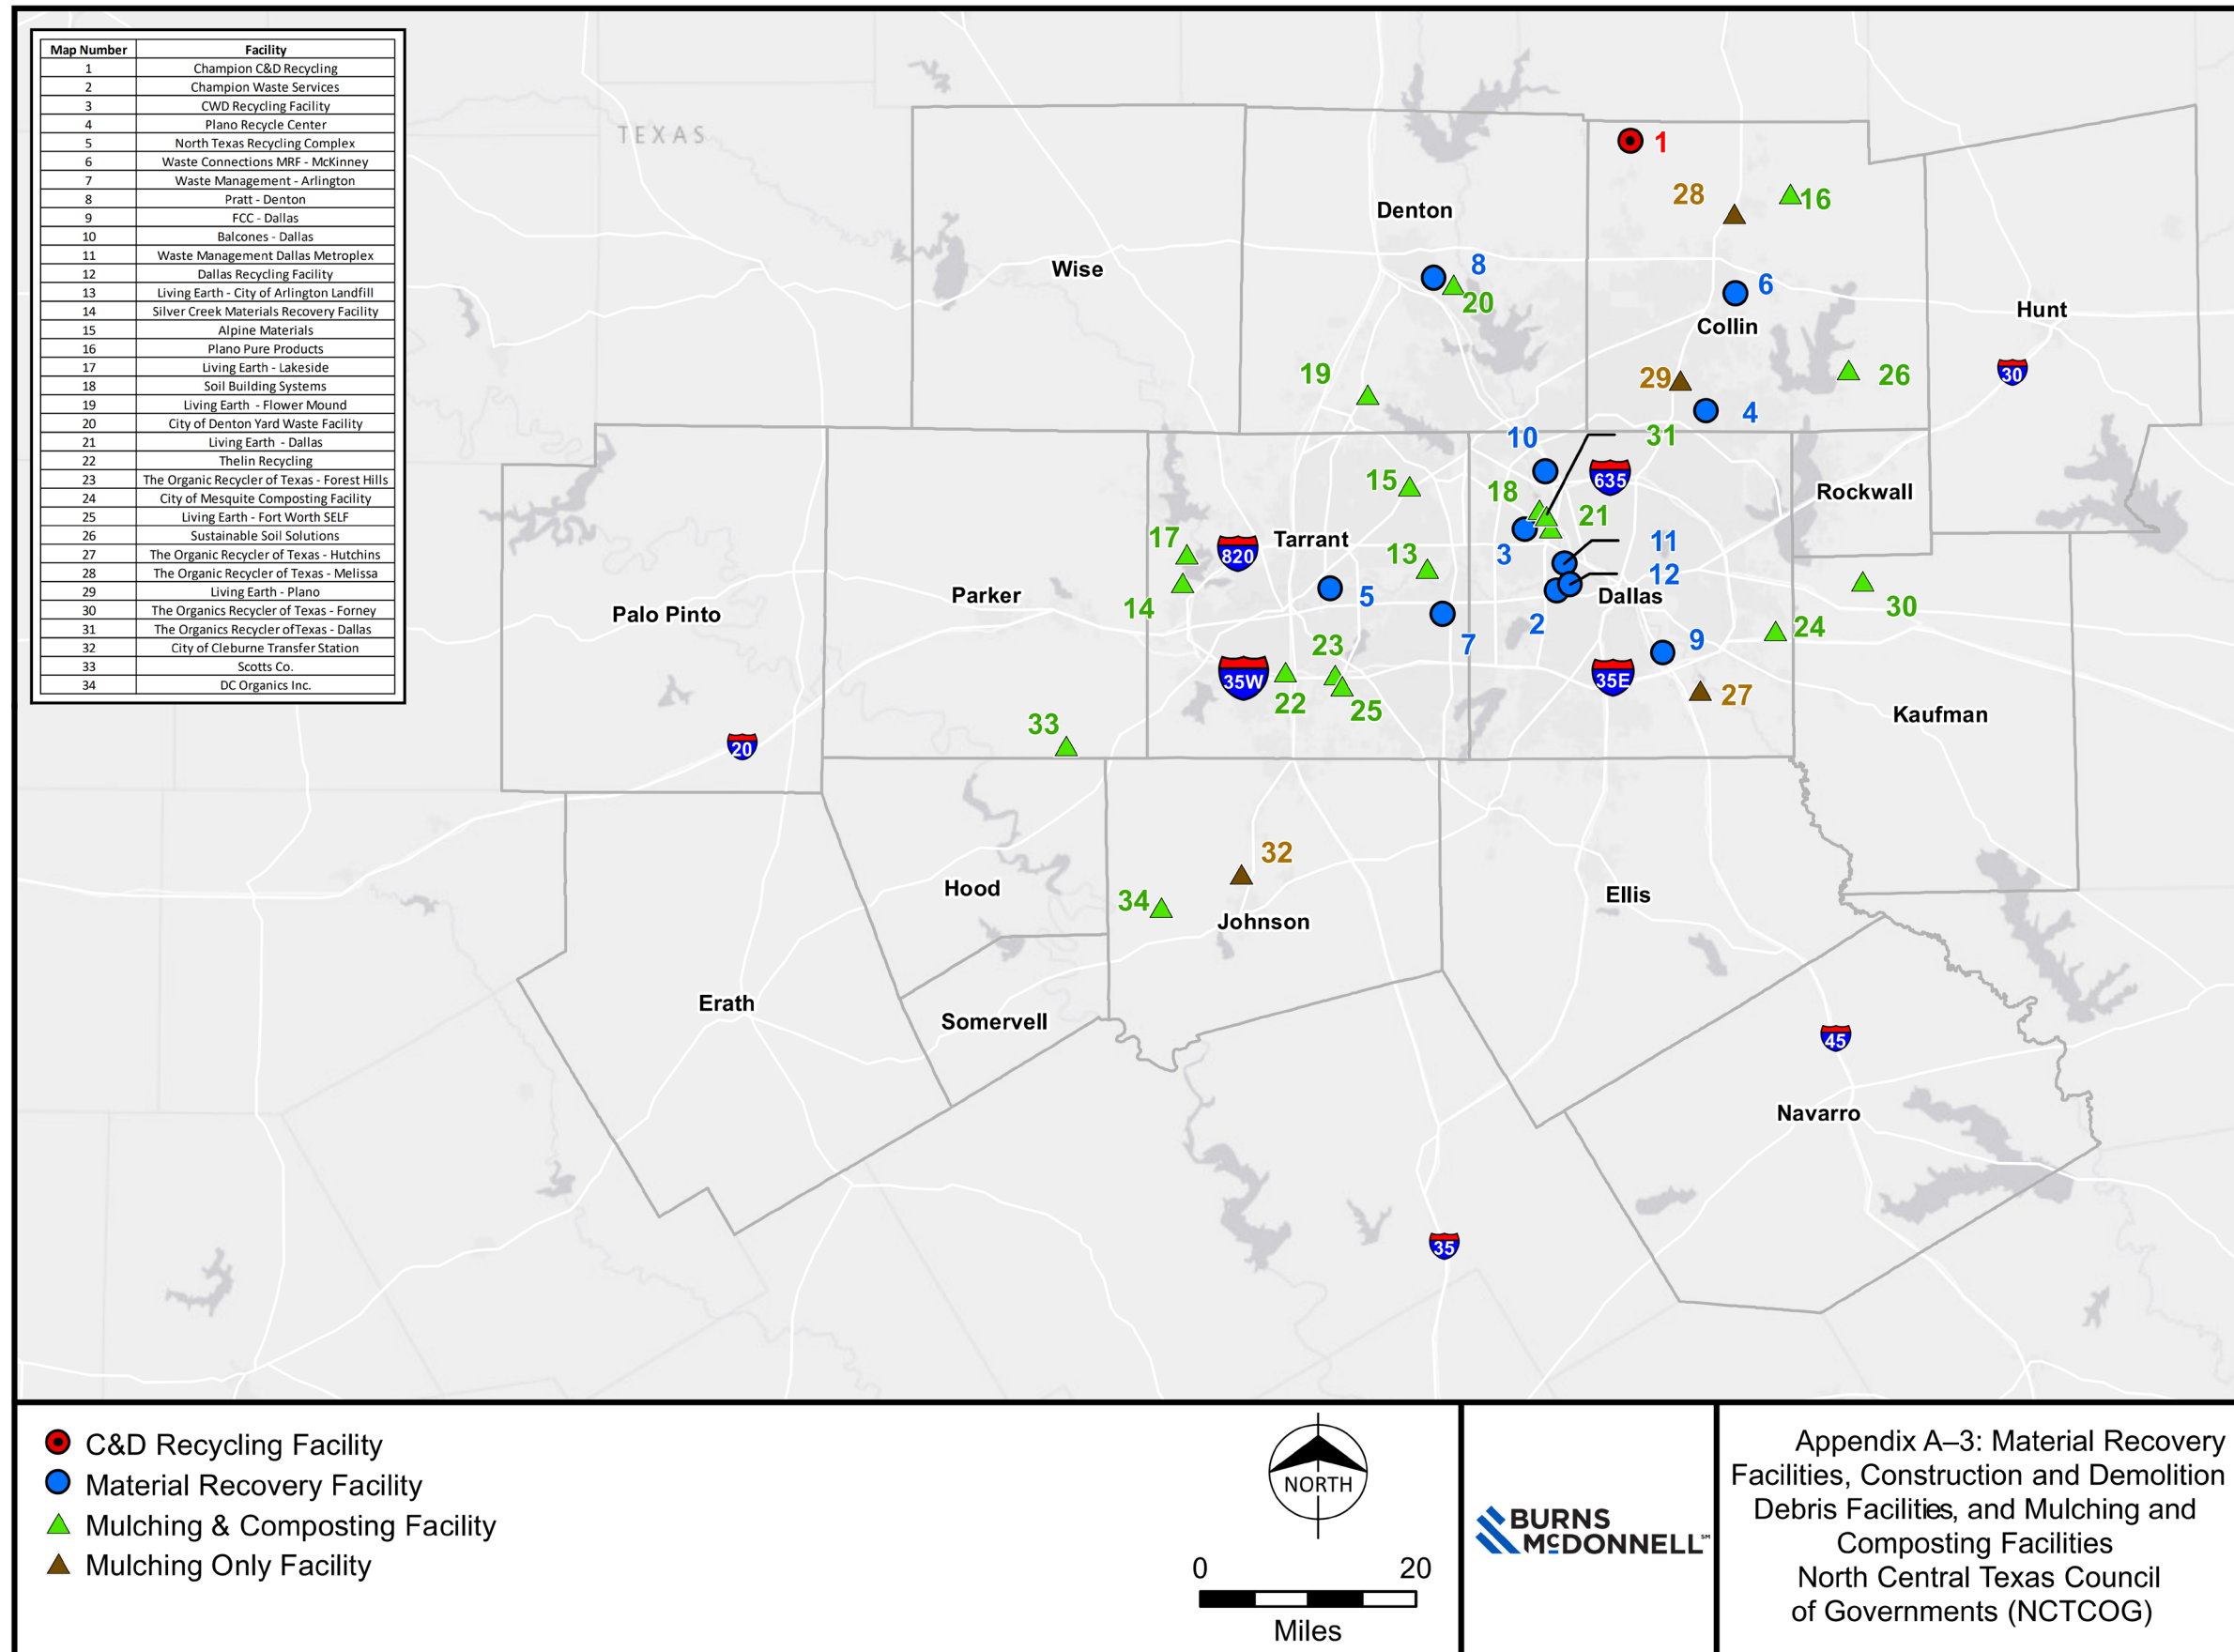 Map Number Facility
1 Champion C&D Recycling
2 Champion Waste Services
3 CWD Recycling Facility
4 Plano Recycle Center
5 North Texas Recycling Complex
6 Waste Connections MRF - McKinney
7 Waste Management - Arlington
8 Pratt - Denton
9 FCC - Dallas
10 Balcones - Dallas
11 Waste Management Dallas Metroplex
12 Dallas Recycling Facility
13 Living Earth - City of Arlington Landfill
14 Silver Creek Materials Recovery Facility
15 Alpine Materials
16 Plano Pure Products
17 Living Earth - Lakeside
18 Soil Building Systems
19 Living Earth - Flower Mound
20 City of Denton Yard Waste Facility
21 Living Earth - Dallas
22 Thelin Recycling
23 The Organic Recycler of Texas - Forest Hills
24 City of Mesquite Composting Facility
25 Living Earth - Fort Worth SELF
26 Sustainable Soil Solutions
27 The Organic Recycler of Texas - Hutchins
28 The Organic Recycler of Texas - Melissa
29 Living Earth - Plano
30 The Organics Recycler of Texas - Forney
31 The Organics Recycler ofTexas - Dallas
32 City of Cleburne Transfer Station
33 Scotts Co.
34 DC Organics Inc.
TEXAS
1
28
16
Denton
8
Wise
6
20
Hunt
Collin
19
29
26
30
4
10
31
15
635
18
Rockwall
21
17
820
Tarrant
13
3
11
12
Parker
5
Dallas
14
30
Palo Pinto
2
24
23
7
9
35W
35E
22
25
27
Kaufman
33
20
32
Hood
34
Ellis
Johnson
Erath
Somervell
45
Navarro
35
C&D Recycling Facility
Material Recovery Facility
Mulching & Composting Facility
Mulching Only Facility
NORTH
0 20
Miles
BURNS
McDONNELL℠
Appendix A–3: Material Recovery
Facilities, Construction and Demolition
Debris Facilities, and Mulching and
Composting Facilities
North Central Texas Council
of Governments (NCTCOG)